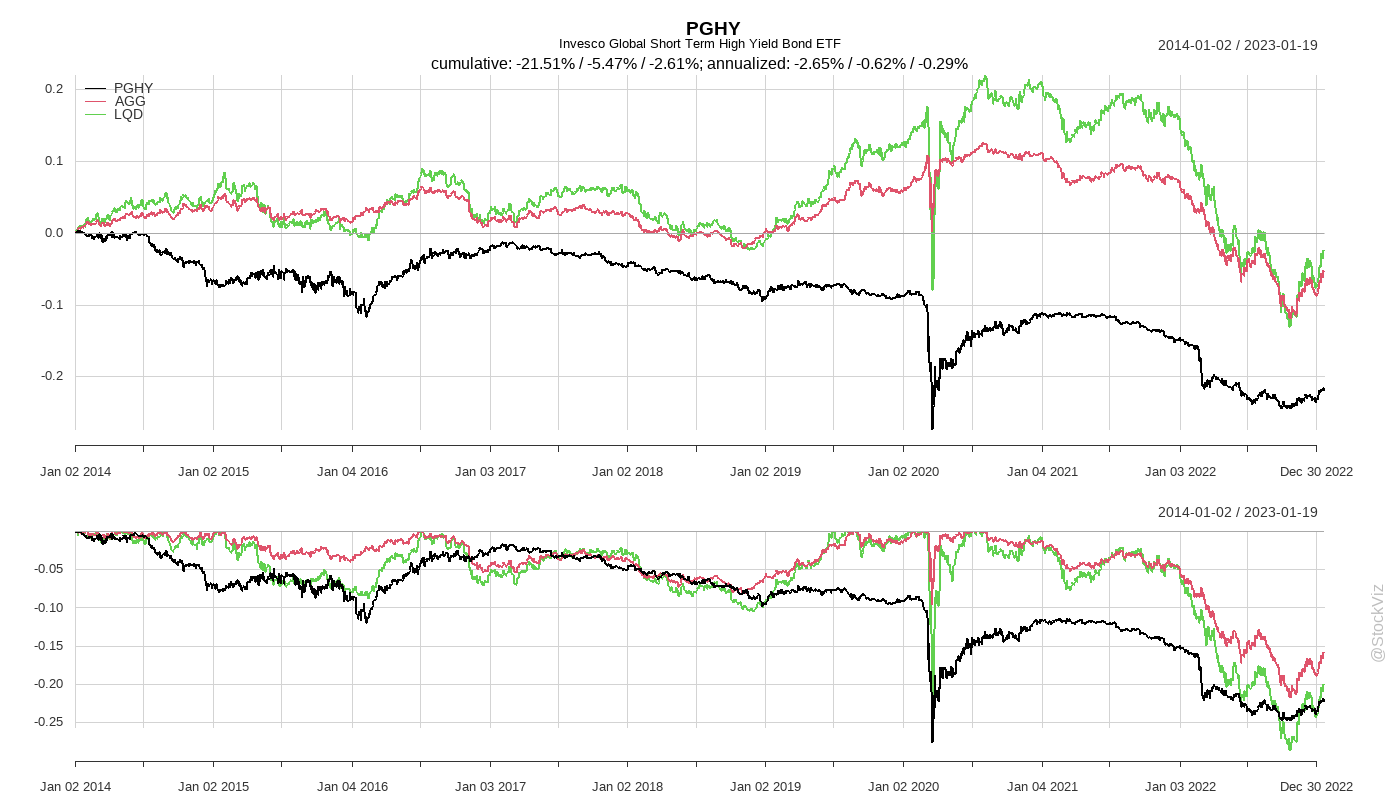 PGHY
Invesco Global Short Term High Yield Bond ETF
2014-01-02 / 2023-01-19
cumulative: -21.51% / -5.47% / -2.61%; annualized: -2.65% / -0.62% / -0.29%
PGHY
AGG
LQD
0.2
0.1
0.0
-0.1
-0.2
Jan 02 2014 Jan 02 2015 Jan 04 2016 Jan 03 2017 Jan 02 2018 Jan 02 2019 Jan 02 2020 Jan 04 2021 Jan 03 2022 Dec 30 2022
2014-01-02 / 2023-01-19
-0.05
-0.10
-0.15
-0.20
-0.25
Jan 02 2014 Jan 02 2015 Jan 04 2016 Jan 03 2017 Jan 02 2018 Jan 02 2019 Jan 02 2020 Jan 04 2021 Jan 03 2022 Dec 30 2022
@StockViz